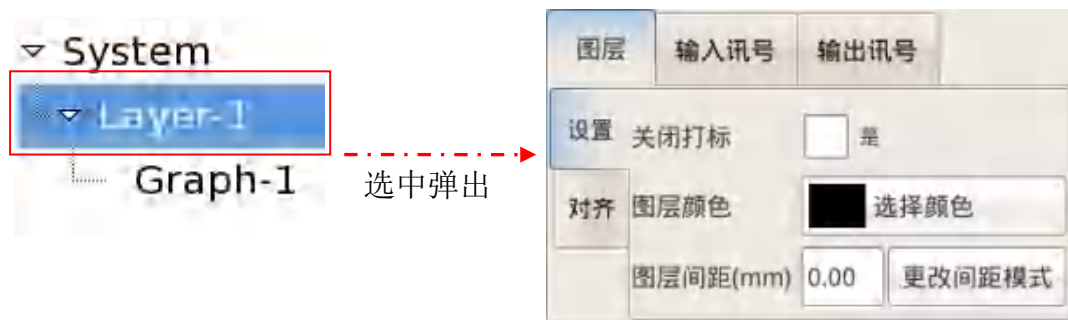 System
Layer-1
Graph-1
选中弹出
图层 输入讯号 输出讯号
设置 关闭打标 是
对齐 图层颜色 选择颜色
图层间距(mm) 0.00 更改间距模式